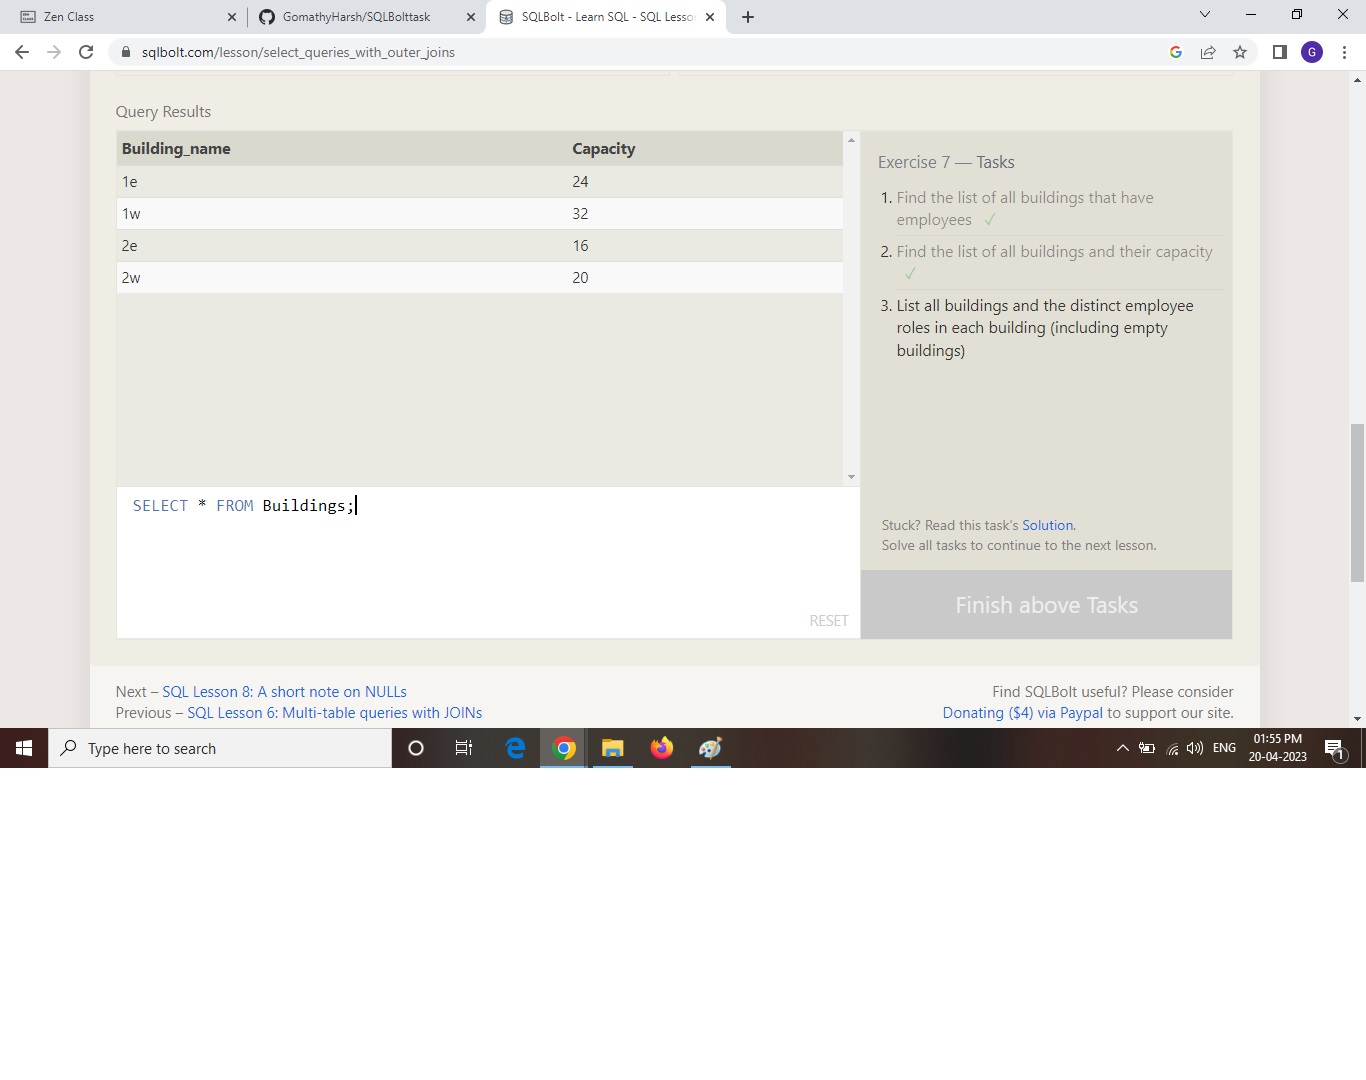 Zen Class
GomathyHarsh/SQLBolttask
SQLBolt - Learn SQL - SQL Lesso
sqlbolt.com/lesson/select_queries_with_outer_joins
G
Query Results
Building_name Capacity
1e 24
1w 32
2e 16
2w 20
Exercise 7 — Tasks
1. Find the list of all buildings that have
employees ✓
2. Find the list of all buildings and their capacity
✓
3. List all buildings and the distinct employee
roles in each building (including empty
buildings)
SELECT * FROM Buildings;
RESET
Stuck? Read this task's Solution.
Solve all tasks to continue to the next lesson.
Finish above Tasks
Next – SQL Lesson 8: A short note on NULLs
Previous – SQL Lesson 6: Multi-table queries with JOINs
Find SQLBolt useful? Please consider
Donating ($4) via Paypal to support our site.
Type here to search
ENG
01:55 PM
20-04-2023
1